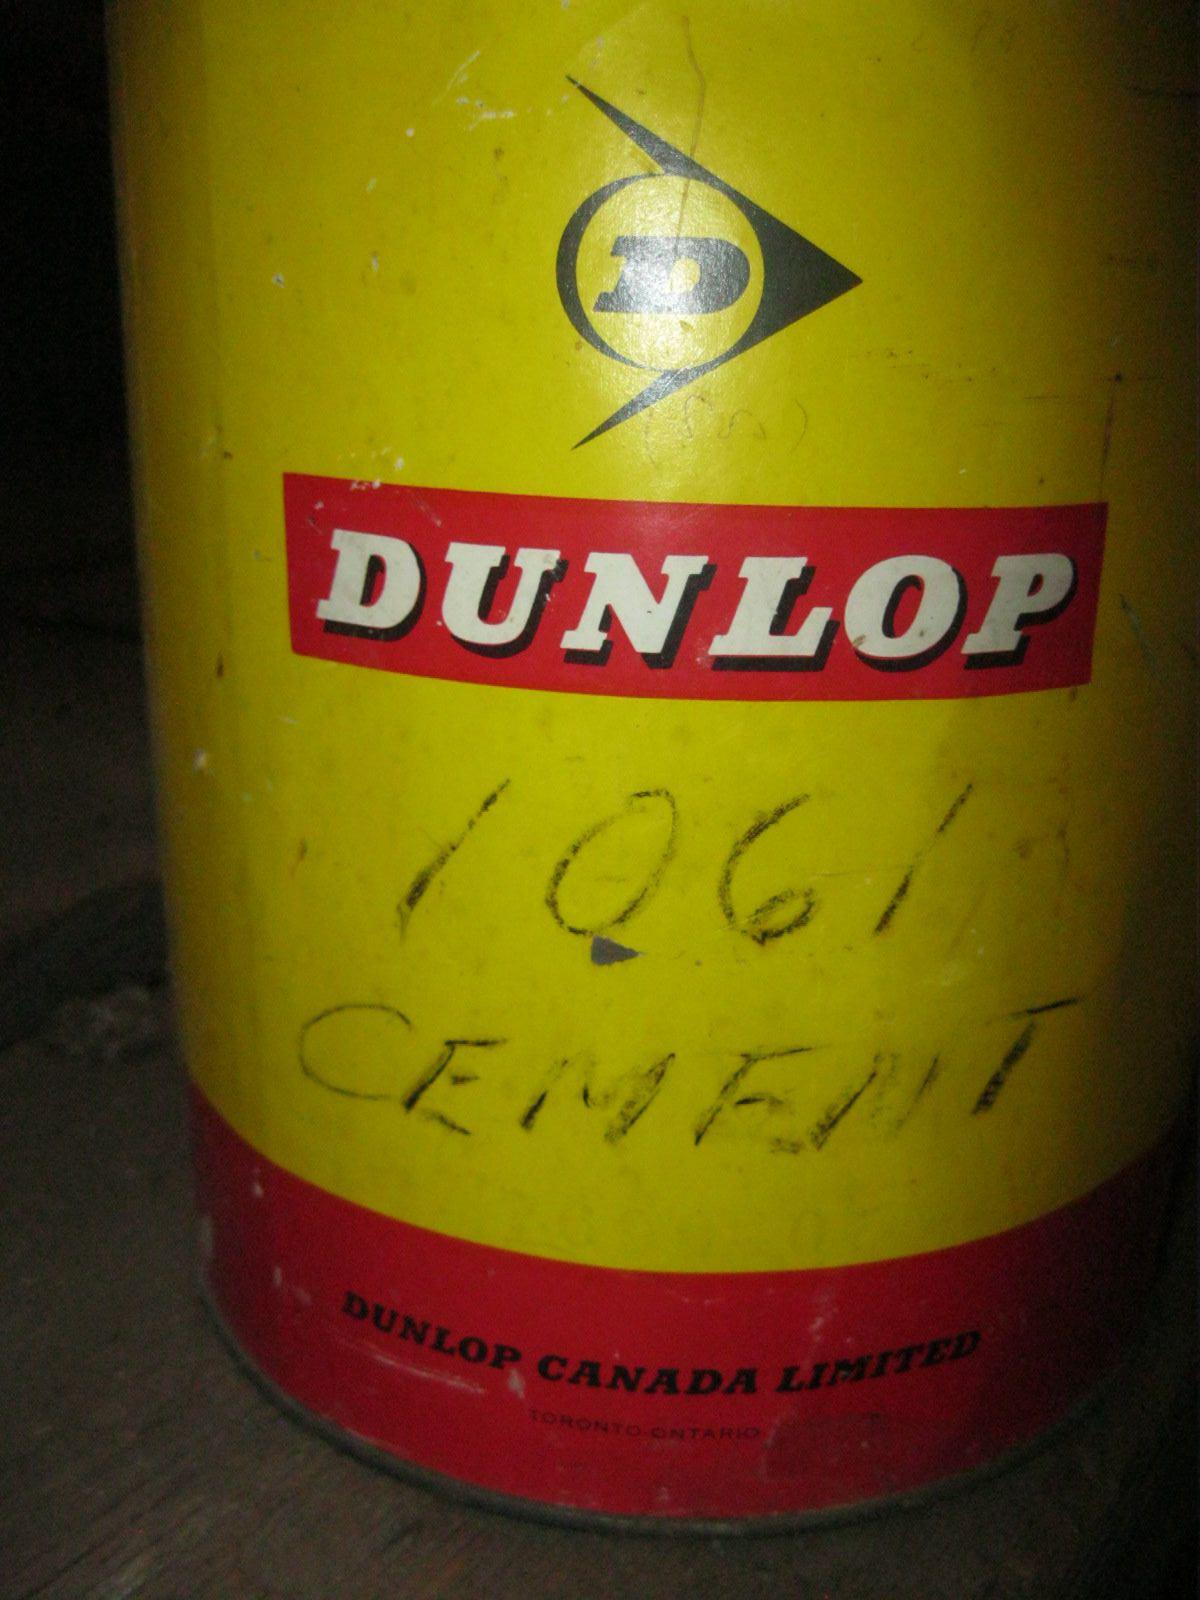 D
DUNLOP
1061
CEMENT
DUNLOP CANADA LIMITED
TORONTO-ONTARIO